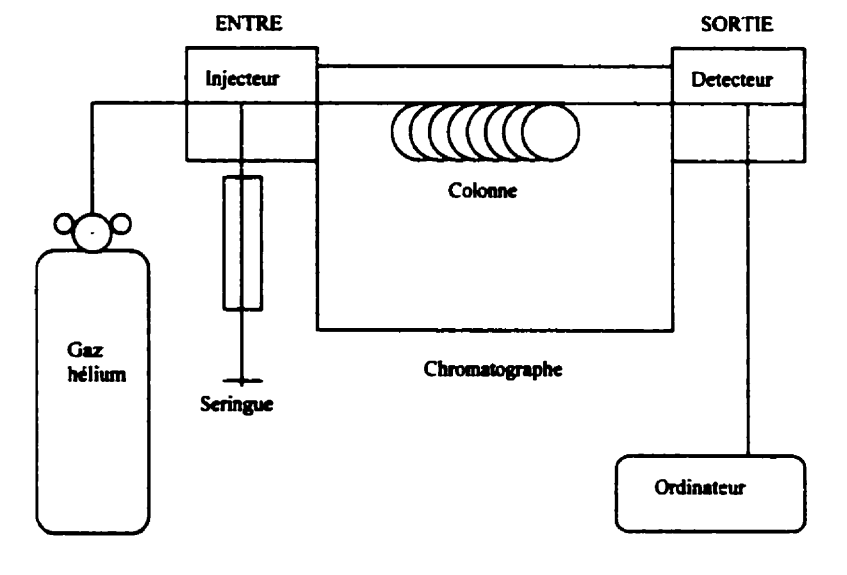 ENTRE
SORTIE
Injecteur
Detecteur
Colonne
Gaz
hélium
Chromatographe
Seringue
Ordinateur